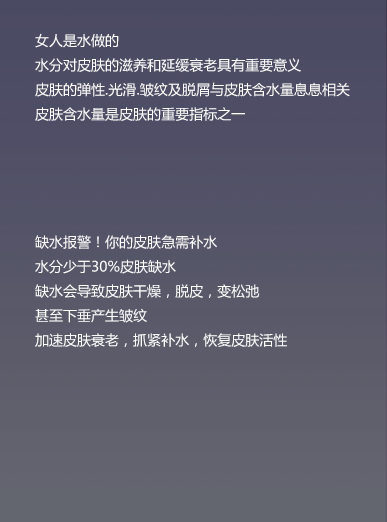 女人是水做的
水分对皮肤的滋养和延缓衰老具有重要意义
皮肤的弹性.光滑.皱纹及脱屑与皮肤含水量息息相关
皮肤含水量是皮肤的重要指标之一
缺水报警！你的皮肤急需补水
水分少于30%皮肤缺水
缺水会导致皮肤干燥，脱皮，变松弛
甚至下垂产生皱纹
加速皮肤衰老，抓紧补水，恢复皮肤活性